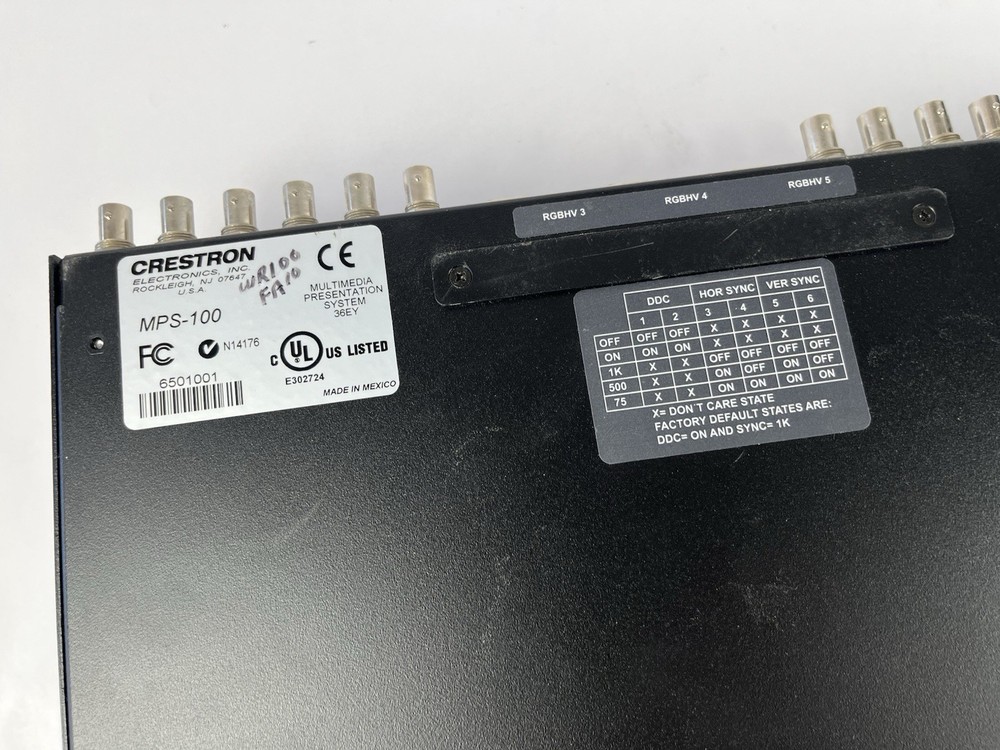 CRESTRON
ELECTRONICS, INC.
ROCKLEIGH, NJ 07647
U.S.A.
WR100
FA10
CE
MULTIMEDIA
PRESENTATION
SYSTEM
36EY
MPS-100
FC N14176
C UL US LISTED
E302724
6501001
MADE IN MEXICO
RGBHV 3 RGBHV 4 RGBHV 5
DDC HOR SYNC VER SYNC
1 2 3 4 5 6
OFF OFF OFF X X X X
ON ON ON X X X X
1K X X OFF OFF OFF OFF
500 X X ON OFF ON OFF
75 X X ON ON ON ON
X= DON'T CARE STATE
FACTORY DEFAULT STATES ARE:
DDC= ON AND SYNC= 1K